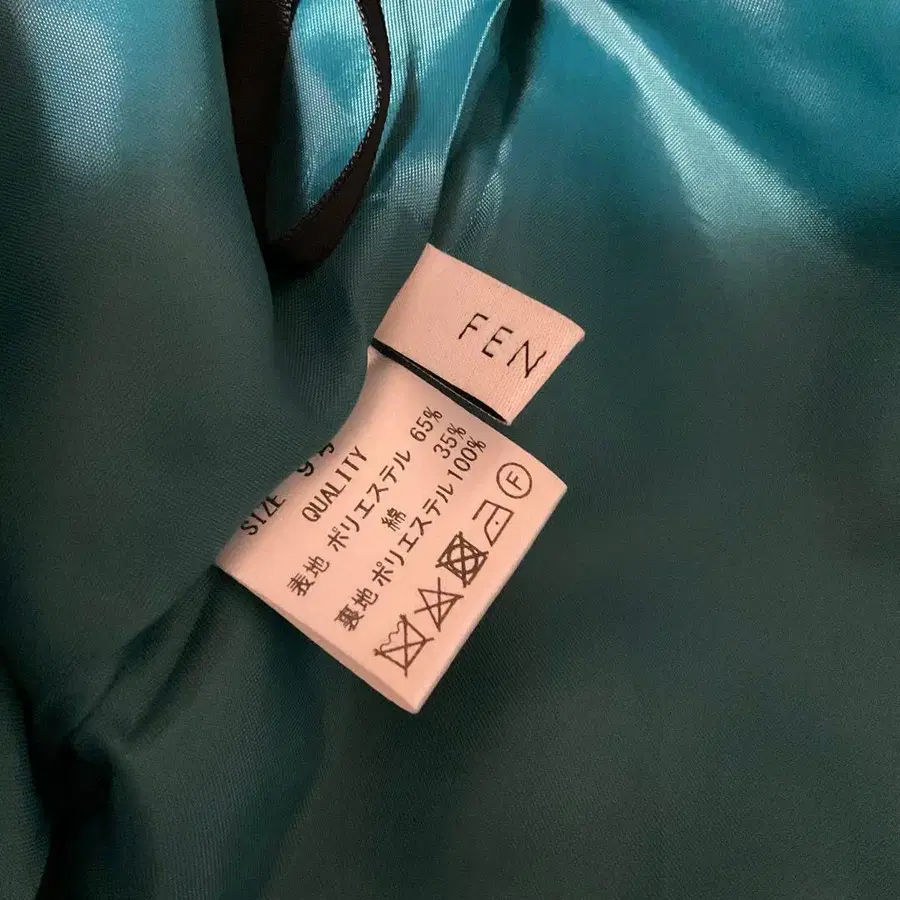 FEN
SIZE 95
QUALITY
表地 ポリエステル 65%
綿 35%
裏地 ポリエステル 100%
F